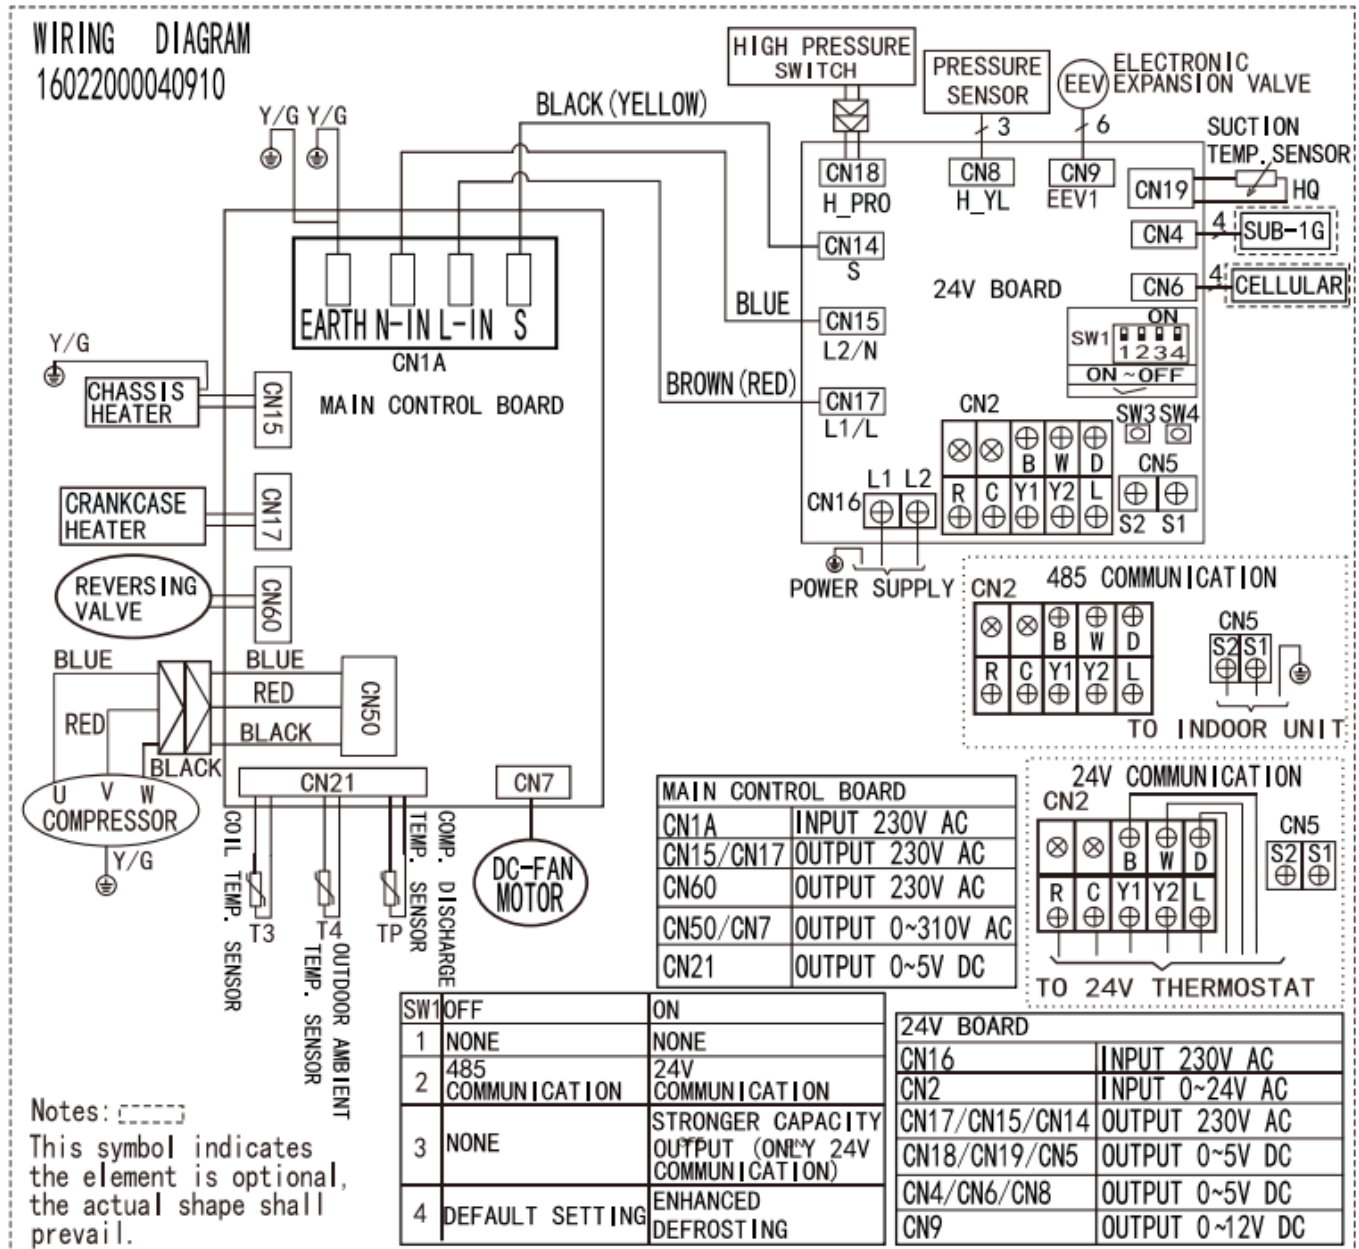 WIRING DIAGRAM
16022000040910
HIGH PRESSURE
SWITCH
PRESSURE
SENSOR
EEV
ELECTRONIC
EXPANSION VALVE
Y/G Y/G
BLACK(YELLOW)
3
6
SUCTION
TEMP. SENSOR
CN18
H_PRO
CN8
H_YL
CN9
EEV1
CN19
HQ
CN4
4
SUB-1G
CN14
S
24V BOARD
CN6
4
CELLULAR
EARTH N-IN L-IN S
CN1A
MAIN CONTROL BOARD
BLUE
CN15
L2/N
ON
SW1
1234
ON ~OFF
BROWN(RED)
CN17
L1/L
Y/G
CHASSIS
HEATER
CN15
CN2
B W D
R C Y1 Y2 L
SW3 SW4
CN5
S2 S1
L1 L2
CN16
POWER SUPPLY
CRANKCASE
HEATER
CN17
REVERSING
VALVE
CN60
485 COMMUNICATION
CN2
B W D
R C Y1 Y2 L
CN5
S2 S1
TO INDOOR UNIT
BLUE
BLUE
RED
RED
BLACK
BLACK
CN50
U V W
COMPRESSOR
Y/G
CN21
CN7
DC-FAN
MOTOR
COIL TEMP. SENSOR
T3
T4
OUTDOOR AMBIENT
TEMP. SENSOR
TP
COMP. DISCHARGE
TEMP. SENSOR
24V COMMUNICATION
CN2
B W D
R C Y1 Y2 L
CN5
S2 S1
TO 24V THERMOSTAT
MAIN CONTROL BOARD
CN1A INPUT 230V AC
CN15/CN17 OUTPUT 230V AC
CN60 OUTPUT 230V AC
CN50/CN7 OUTPUT 0~310V AC
CN21 OUTPUT 0~5V DC
SW1 OFF ON
1 NONE NONE
2 485 COMMUNICATION 24V COMMUNICATION
3 NONE STRONGER CAPACITY
OUTPUT (ONLY 24V
COMMUNICATION)
4 DEFAULT SETTING ENHANCED
DEFROSTING
24V BOARD
CN16 INPUT 230V AC
CN2 INPUT 0~24V AC
CN17/CN15/CN14 OUTPUT 230V AC
CN18/CN19/CN5 OUTPUT 0~5V DC
CN4/CN6/CN8 OUTPUT 0~5V DC
CN9 OUTPUT 0~12V DC
Notes:
This symbol indicates
the element is optional,
the actual shape shall
prevail.